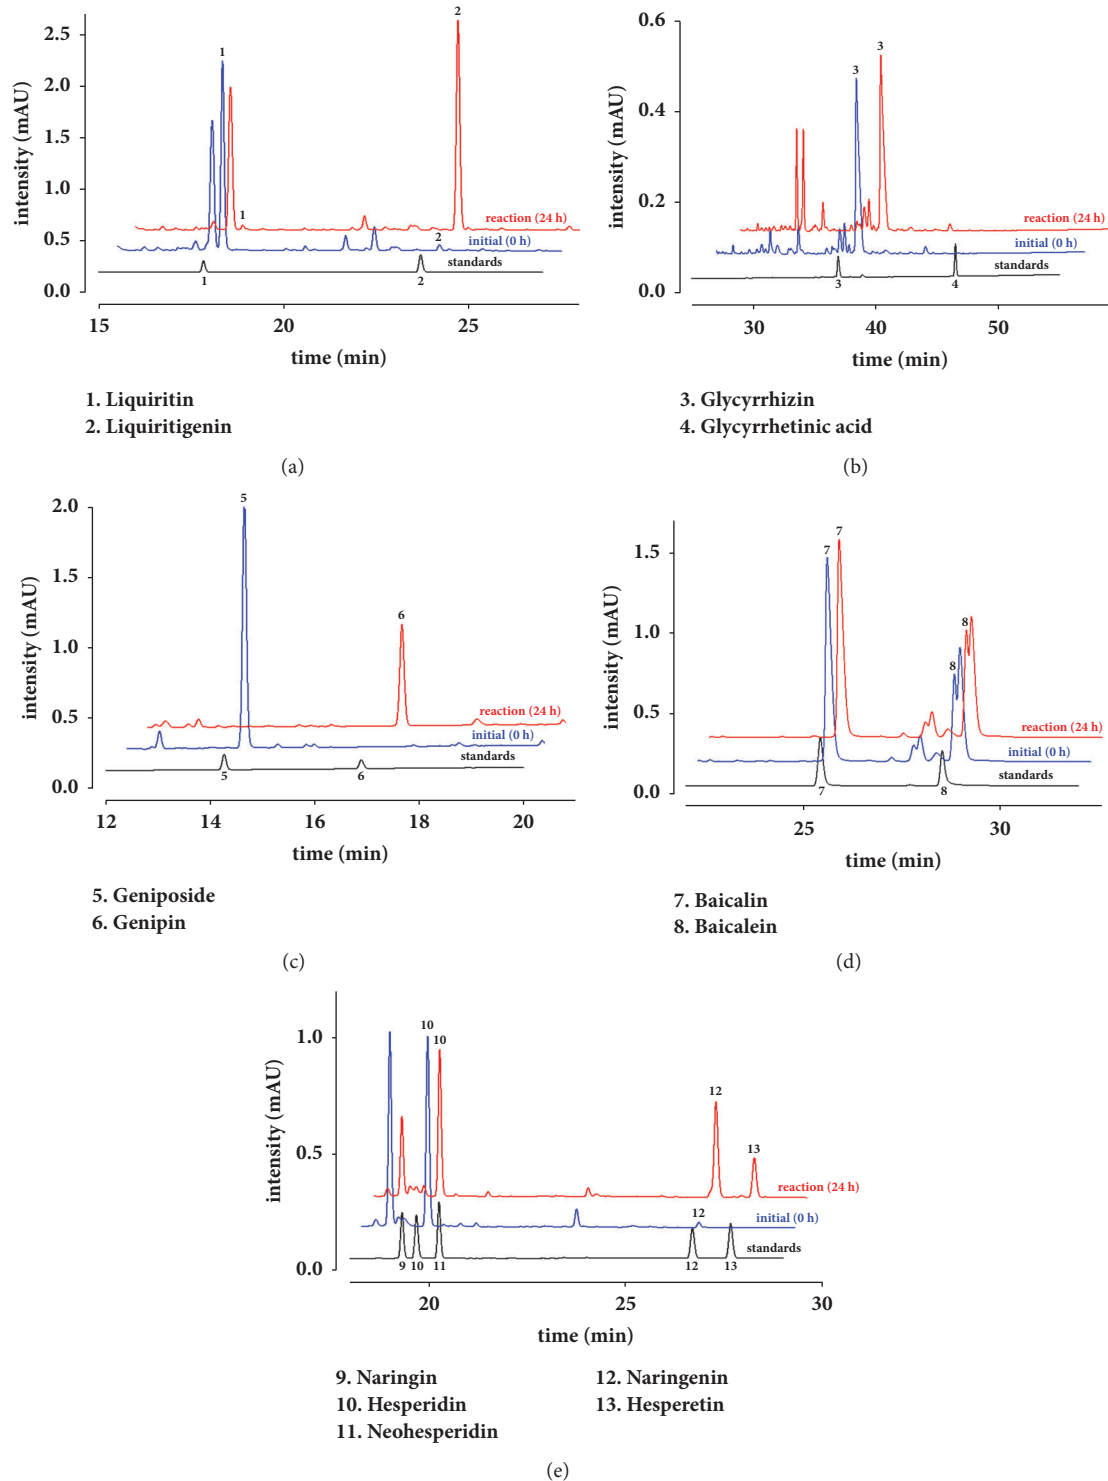 2
2.5
1
2.0
intensity (mAU)
1.5
1.0
1
reaction (24 h)
0.5
2
initial (0 h)
standards
0.0
1
2
15
20
25
time (min)
1. Liquiritin
2. Liquiritigenin
(a)
0.6
3
3
intensity (mAU)
0.4
0.2
reaction (24 h)
initial (0 h)
standards
0.0
3
4
30
40
50
time (min)
3. Glycyrrhizin
4. Glycyrrhetinic acid
(b)
2.0
5
1.5
intensity (mAU)
6
1.0
reaction (24 h)
0.5
initial (0 h)
standards
5
6
0.0
12
14
16
18
20
time (min)
5. Geniposide
6. Genipin
(c)
7
7
1.5
intensity (mAU)
1.0
8
8
0.5
reaction (24 h)
initial (0 h)
standards
0.0
7
8
25
30
time (min)
7. Baicalin
8. Baicalein
(d)
10
10
1.0
intensity (mAU)
12
0.5
13
reaction (24 h)
12
initial (0 h)
standards
0.0
9
10
11
12
13
20
25
30
time (min)
9. Naringin
10. Hesperidin
11. Neohesperidin
12. Naringenin
13. Hesperetin
(e)